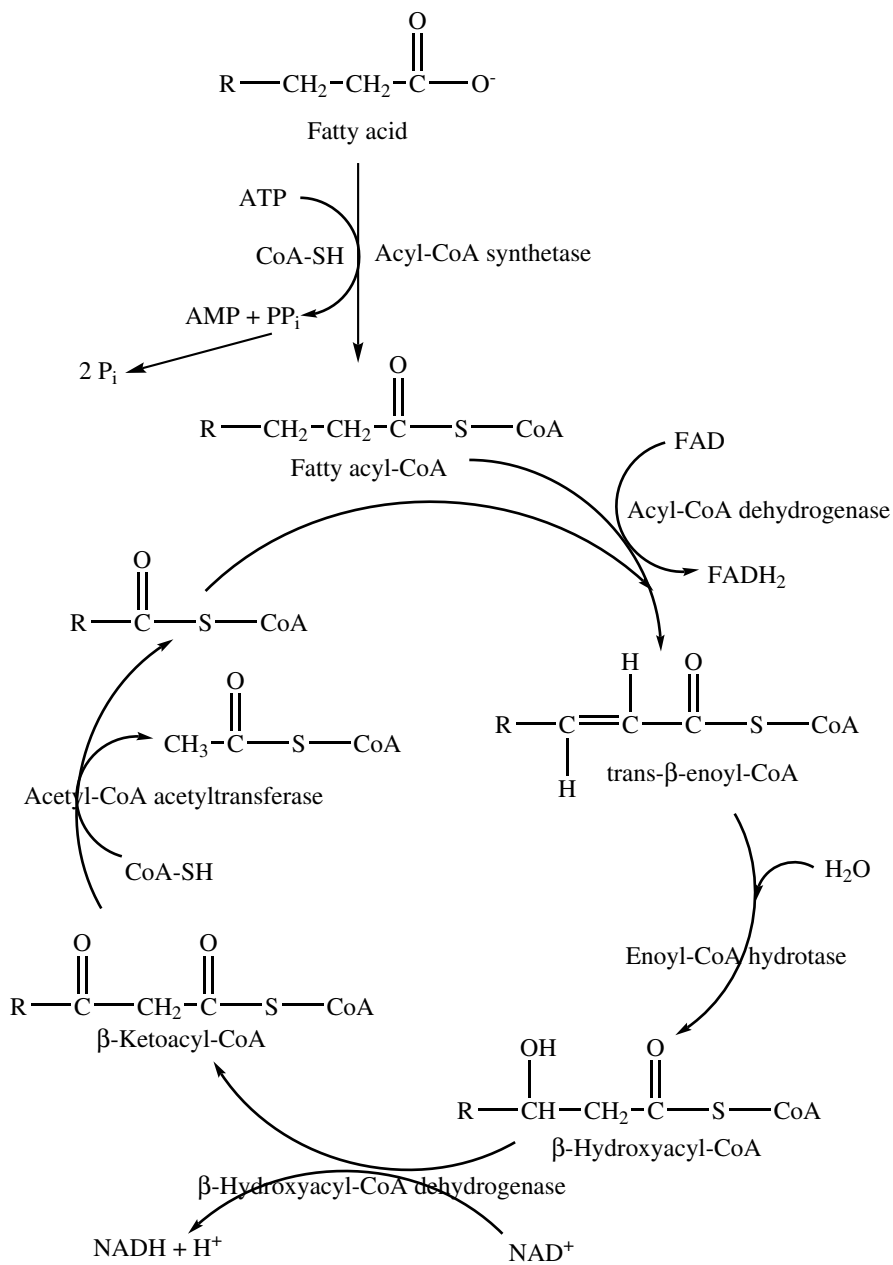 O
R CH₂ CH₂ C O⁻
Fatty acid
ATP
CoA-SH Acyl-CoA synthetase
AMP + PPᵢ
2 Pᵢ
O
R CH₂ CH₂ C S CoA
Fatty acyl-CoA
FAD
Acyl-CoA dehydrogenase
FADH₂
O
R C S CoA
O
CH₃ C S CoA
Acetyl-CoA acetyltransferase
CoA-SH
H O
R C C C S CoA
H
trans-β-enoyl-CoA
H₂O
Enoyl-CoA hydrotase
O O
R C CH₂ C S CoA
β-Ketoacyl-CoA
OH O
R CH CH₂ C S CoA
β-Hydroxyacyl-CoA
β-Hydroxyacyl-CoA dehydrogenase
NADH + H⁺
NAD⁺